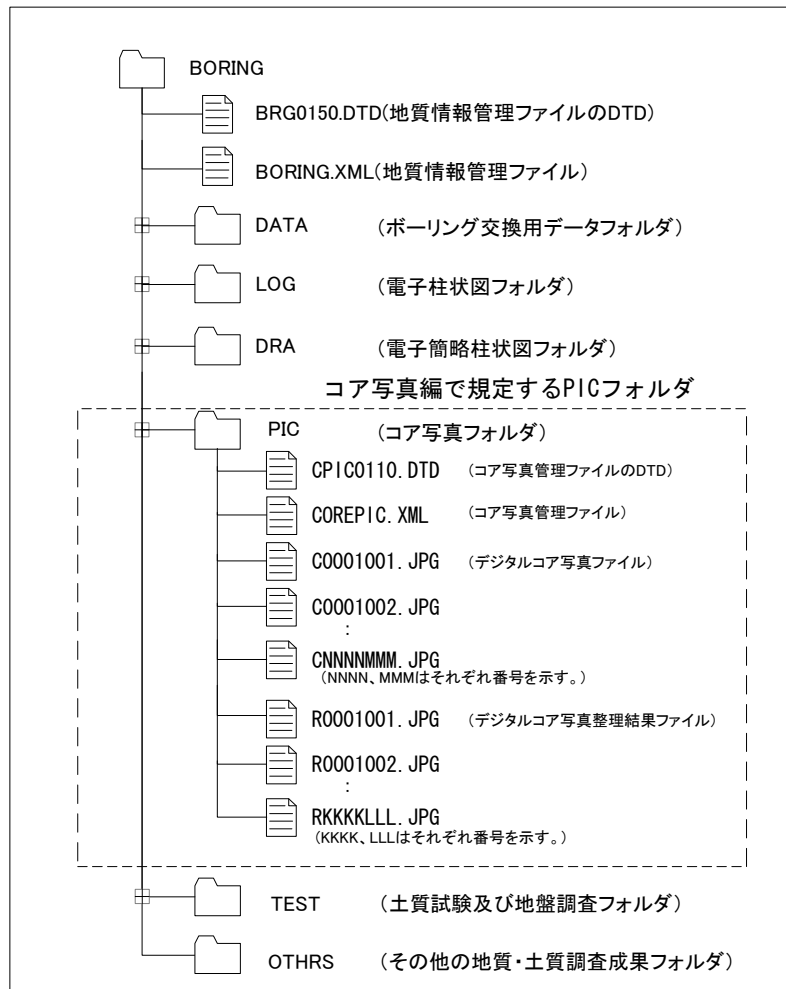 BORING
BRG0150.DTD(地質情報管理ファイルのDTD)
BORING.XML(地質情報管理ファイル)
DATA (ボーリング交換用データフォルダ)
LOG (電子柱状図フォルダ)
DRA (電子簡略柱状図フォルダ)
コア写真編で規定するPICフォルダ
PIC (コア写真フォルダ)
CPIC0110.DTD (コア写真管理ファイルのDTD)
COREPIC.XML (コア写真管理ファイル)
C0001001.JPG (デジタルコア写真ファイル)
C0001002.JPG
:
CNNNNMMM.JPG
(NNNN、MMMはそれぞれ番号を示す。)
R0001001.JPG (デジタルコア写真整理結果ファイル)
R0001002.JPG
:
RKKKKLLL.JPG
(KKKK、LLLはそれぞれ番号を示す。)
TEST (土質試験及び地盤調査フォルダ)
OTHRS (その他の地質・土質調査成果フォルダ)